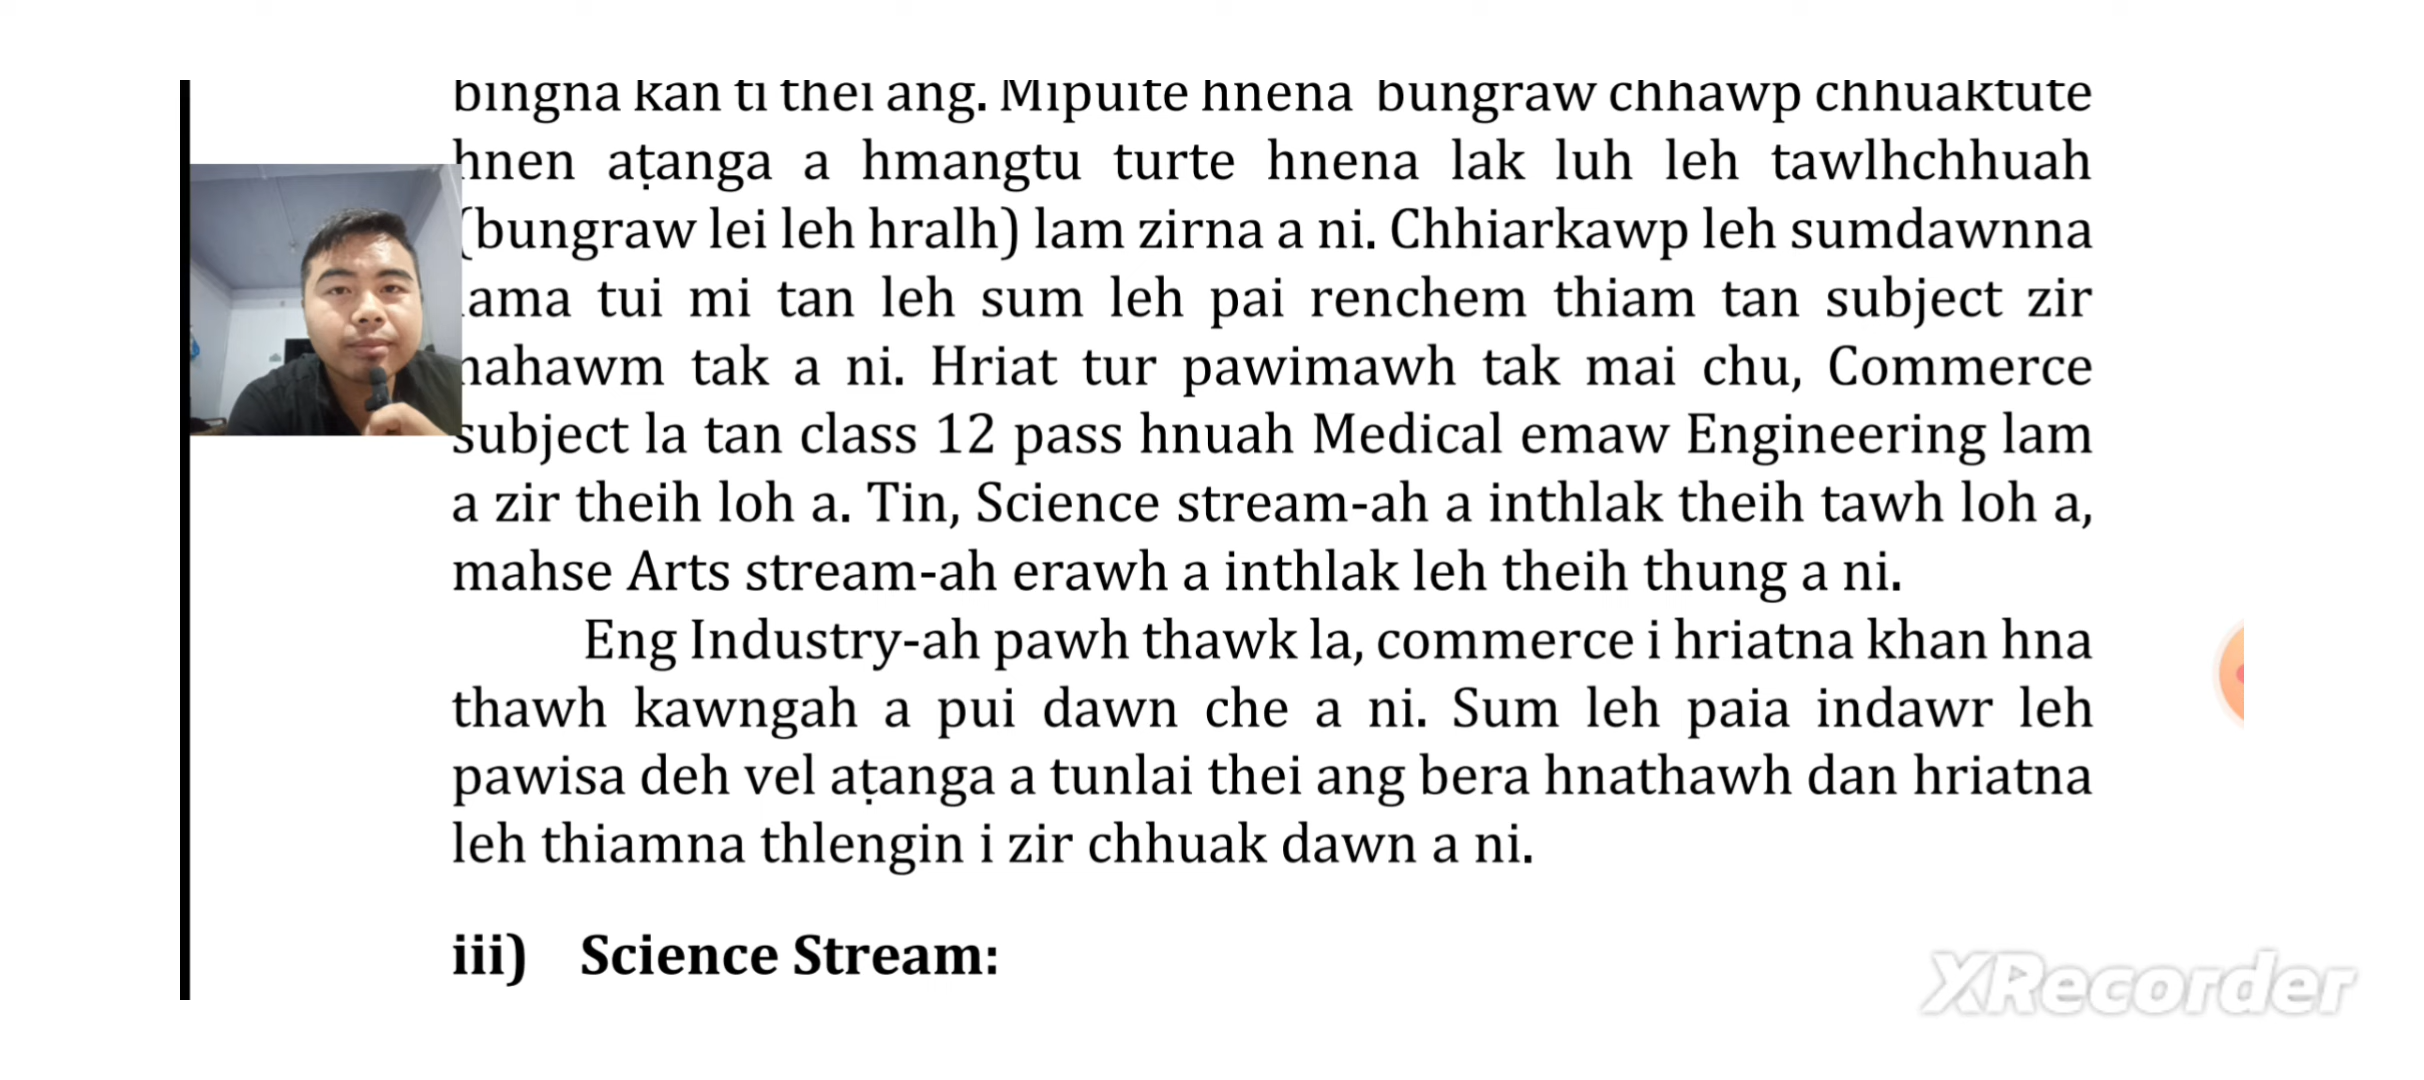 bingna kan ti thei ang. Mipuite hnena bungraw chhawp chhuaktute
hnen aṭanga a hmangtu turte hnena lak luh leh tawlhchhuah
(bungraw lei leh hralh) lam zirna a ni. Chhiarkawp leh sumdawnna
lama tui mi tan leh sum leh pai renchem thiam tan subject zir
nahawm tak a ni. Hriat tur pawimawh tak mai chu, Commerce
subject la tan class 12 pass hnuah Medical emaw Engineering lam
a zir theih loh a. Tin, Science stream-ah a inthlak theih tawh loh a,
mahse Arts stream-ah erawh a inthlak leh theih thung a ni.
Eng Industry-ah pawh thawk la, commerce i hriatna khan hna
thawh kawngah a pui dawn che a ni. Sum leh paia indawr leh
pawisa deh vel aṭanga a tunlai thei ang bera hnathawh dan hriatna
leh thiamna thlengin i zir chhuak dawn a ni.
iii) Science Stream:
XRecorder